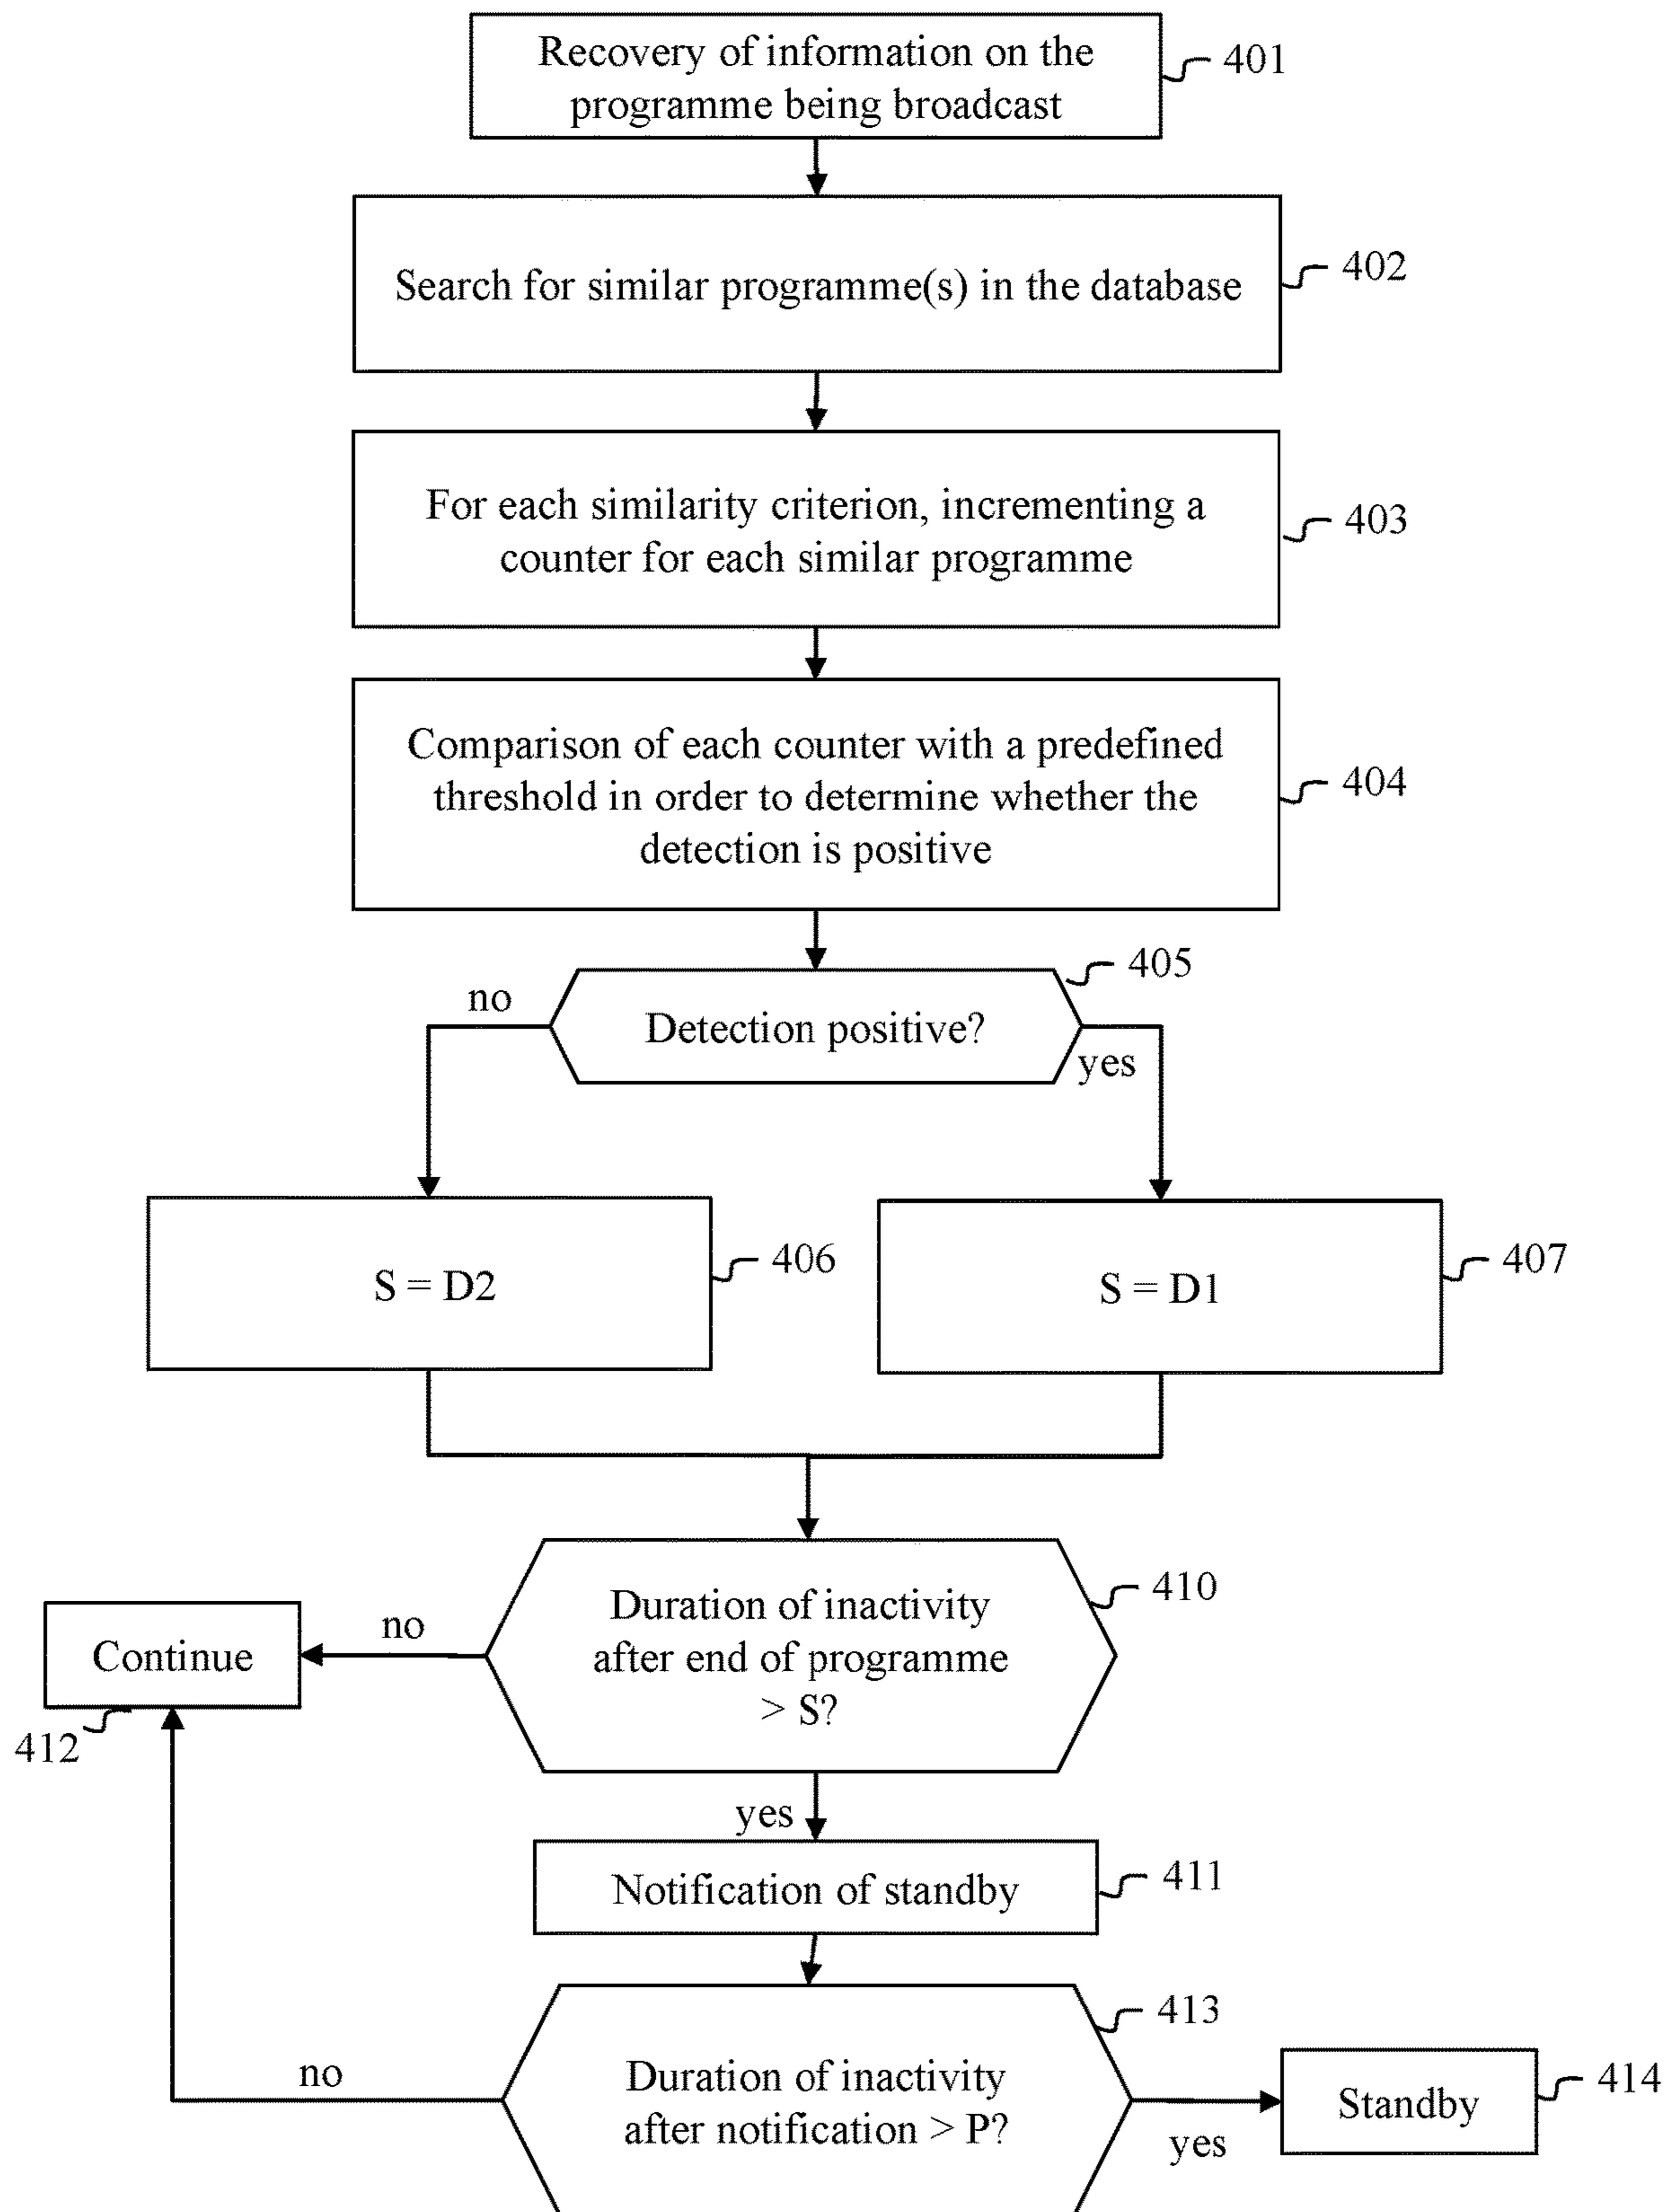 Recovery of information on the
programme being broadcast
401
Search for similar programme(s) in the database
402
For each similarity criterion, incrementing a
counter for each similar programme
403
Comparison of each counter with a predefined
threshold in order to determine whether the
detection is positive
404
405
no
Detection positive?
yes
S = D2
406
S = D1
407
Duration of inactivity
after end of programme
> S?
410
no
Continue
412
yes
Notification of standby
411
413
Duration of inactivity
after notification > P?
no
yes
Standby
414